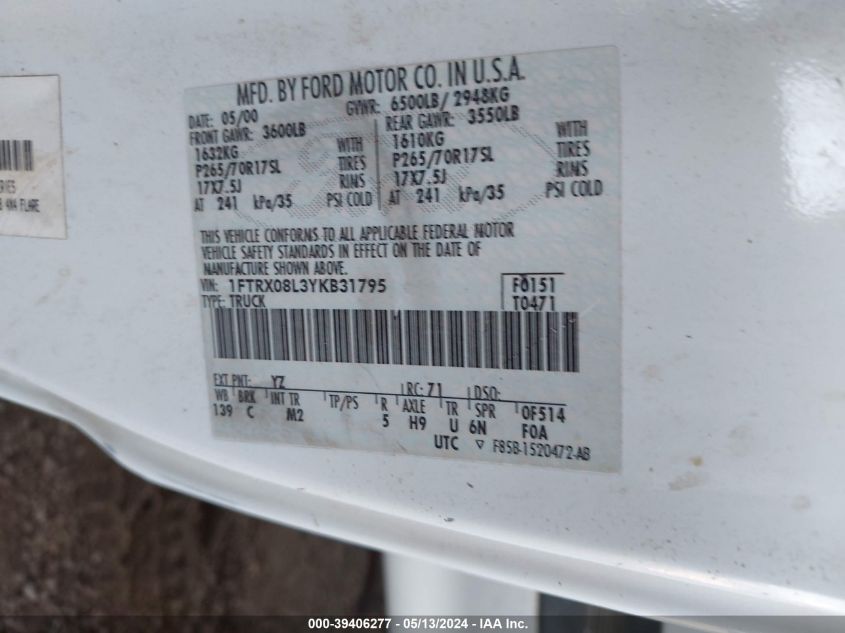 MFD. BY FORD MOTOR CO. IN U.S.A.
DATE: 05/00 GVWR: 6500LB/ 2948KG
FRONT GAWR: 3600LB REAR GAWR: 3550LB
1632KG WITH 1610KG WITH
P265/70R17SL TIRES P265/70R17SL TIRES
17X7.5J RIMS 17X7.5J RIMS
AT 241 kPa/35 PSI COLD AT 241 kPa/35 PSI COLD
THIS VEHICLE CONFORMS TO ALL APPLICABLE FEDERAL MOTOR
VEHICLE SAFETY STANDARDS IN EFFECT ON THE DATE OF
MANUFACTURE SHOWN ABOVE.
VIN: 1FTRX08L3YKB31795 F0151
TYPE: TRUCK T0471
EXT PNT: YZ RC: 71 DSO:
WB BRK INT TR TP/PS R AXLE TR SPR 0F514
139 C M2 5 H9 U 6N F0A
UTC ▽ F85B-1520472-AB
4X4 FLARE
000-39406277 - 05/13/2024 - IAA Inc.